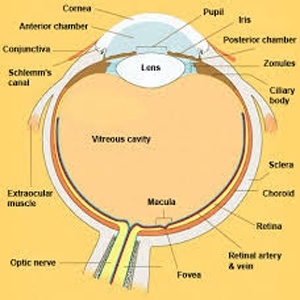 Cornea
Pupil
Iris
Anterior chamber
Posterior chamber
Conjunctiva
Zonules
Lens
Schlemm's
canal
Ciliary
body
Vitreous cavity
Sclera
Choroid
Extraocular
muscle
Macula
Retina
Retinal artery
& vein
Optic nerve
Fovea